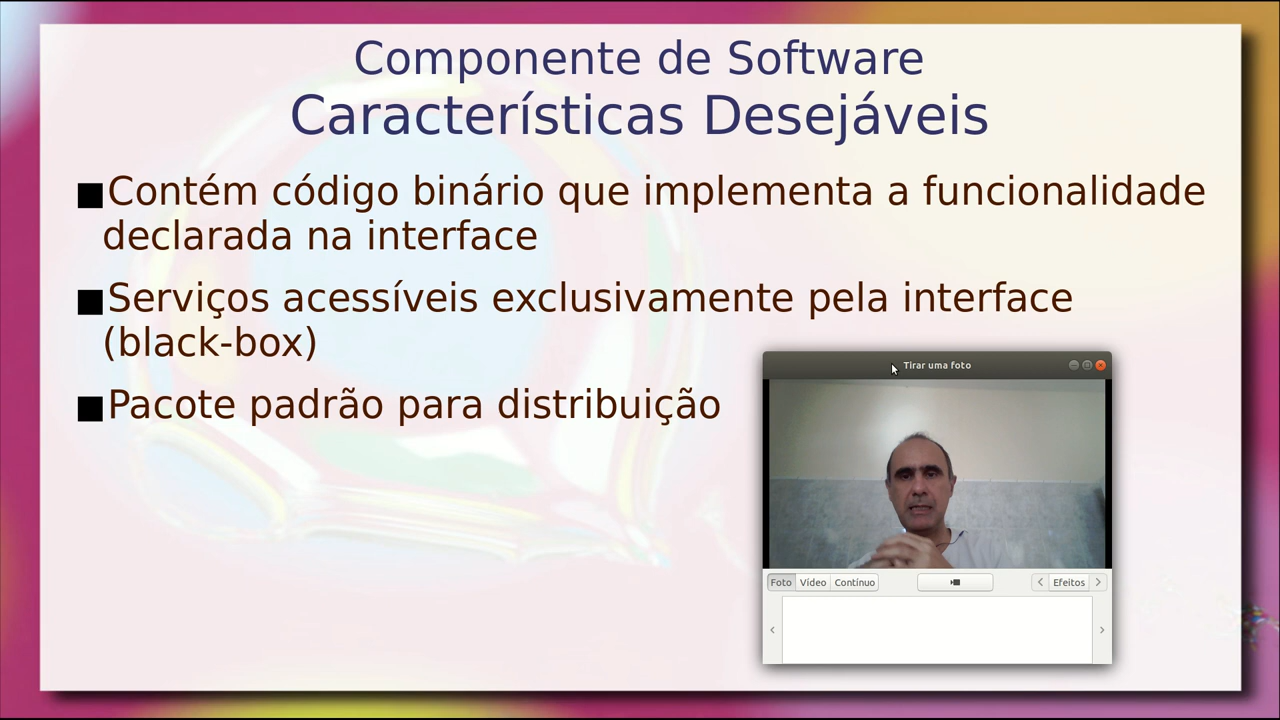 Componente de Software
Características Desejáveis
■Contém código binário que implementa a funcionalidade
declarada na interface
■Serviços acessíveis exclusivamente pela interface
(black-box)
■Pacote padrão para distribuição
Tirar uma foto
Foto Vídeo Contínuo Efeitos